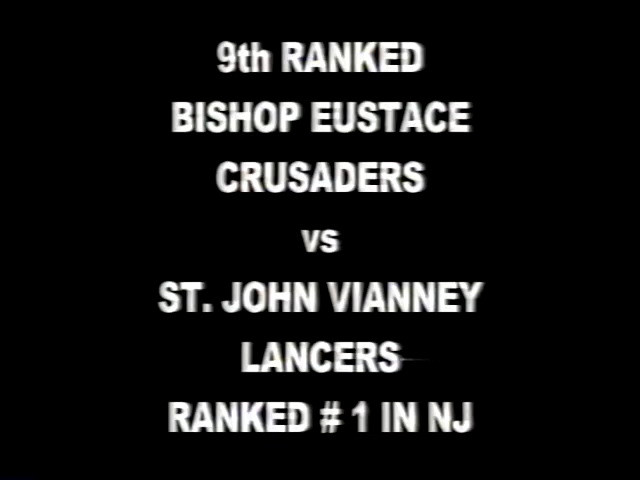 9th RANKED
BISHOP EUSTACE
CRUSADERS
vs
ST. JOHN VIANNEY
LANCERS
RANKED # 1 IN NJ